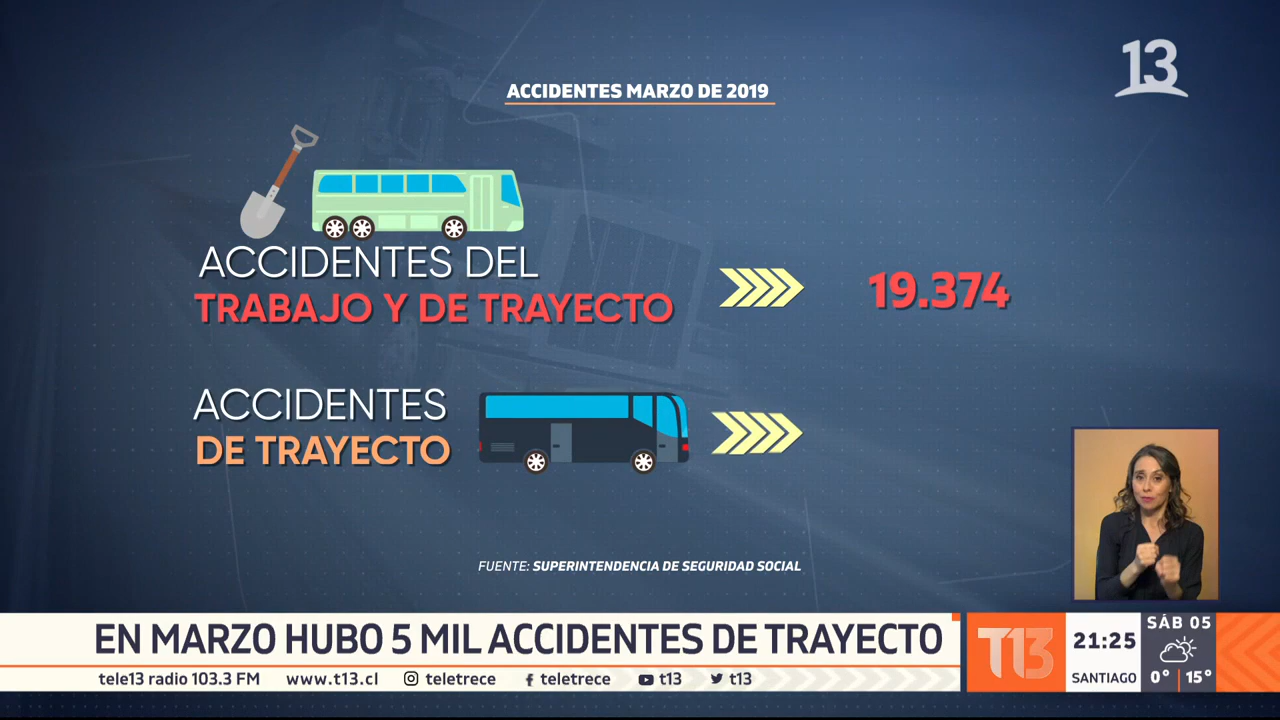 13
ACCIDENTES MARZO DE 2019
ACCIDENTES DEL
TRABAJO Y DE TRAYECTO
19.374
ACCIDENTES
DE TRAYECTO
FUENTE: SUPERINTENDENCIA DE SEGURIDAD SOCIAL
EN MARZO HUBO 5 MIL ACCIDENTES DE TRAYECTO
tele13 radio 103.3 FM www.t13.cl teletrece teletrece t13 t13
T13
21:25
SANTIAGO
SÁB 05
0° 15°